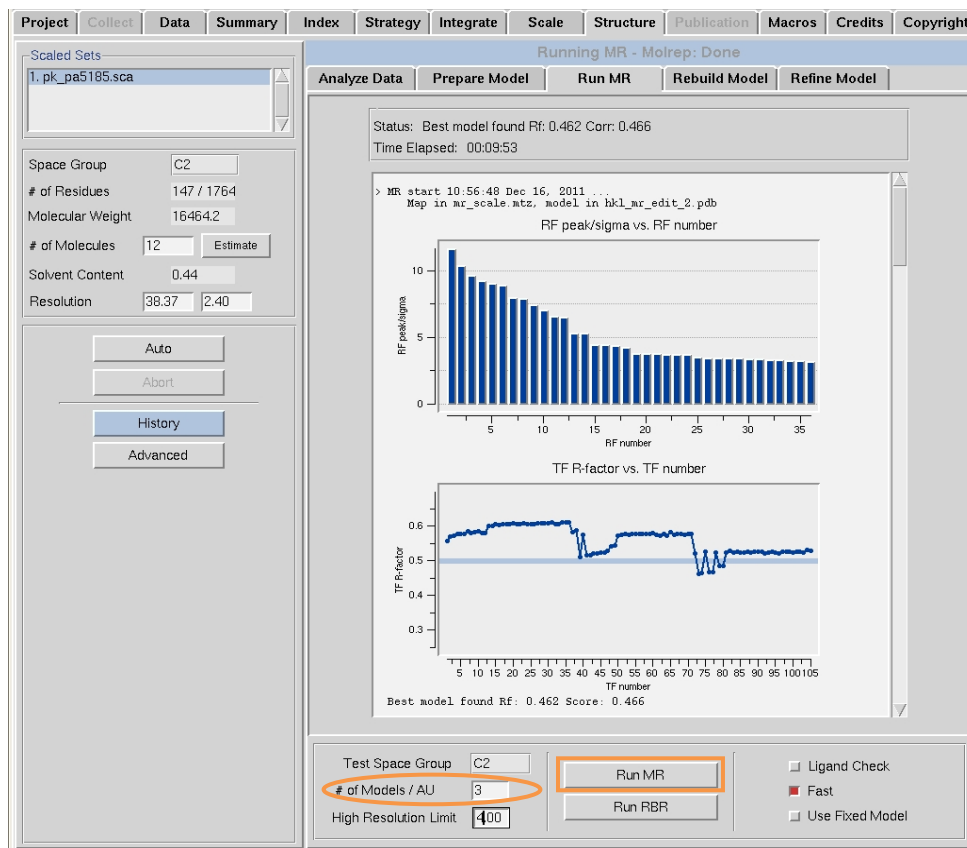 Project Collect Data Summary Index Strategy Integrate Scale Structure Publication Macros Credits Copyright
Scaled Sets
1. pk_pa5185.sca
Space Group C2
# of Residues 147 / 1764
Molecular Weight 16464.2
# of Molecules 12 Estimate
Solvent Content 0.44
Resolution 38.37 2.40
Auto
Abort
History
Advanced
Running MR - Molrep: Done
Analyze Data Prepare Model Run MR Rebuild Model Refine Model
Status: Best model found Rf: 0.462 Corr: 0.466
Time Elapsed: 00:09:53
> MR start 10:56:48 Dec 16, 2011 ...
Map in mr_scale.mtz, model in hkl_mr_edit_2.pdb
RF peak/sigma vs. RF number
RF peak/sigma
10
5
0
5 10 15 20 25 30 35
RF number
TF R-factor vs. TF number
TF R-factor
0.6
0.5
0.4
0.3
5 10 15 20 25 30 35 40 45 50 55 60 65 70 75 80 85 90 95 100 105
TF number
Best model found Rf: 0.462 Score: 0.466
Test Space Group C2
# of Models / AU 3
High Resolution Limit 4.00
Run MR
Run RBR
Ligand Check
Fast
Use Fixed Model